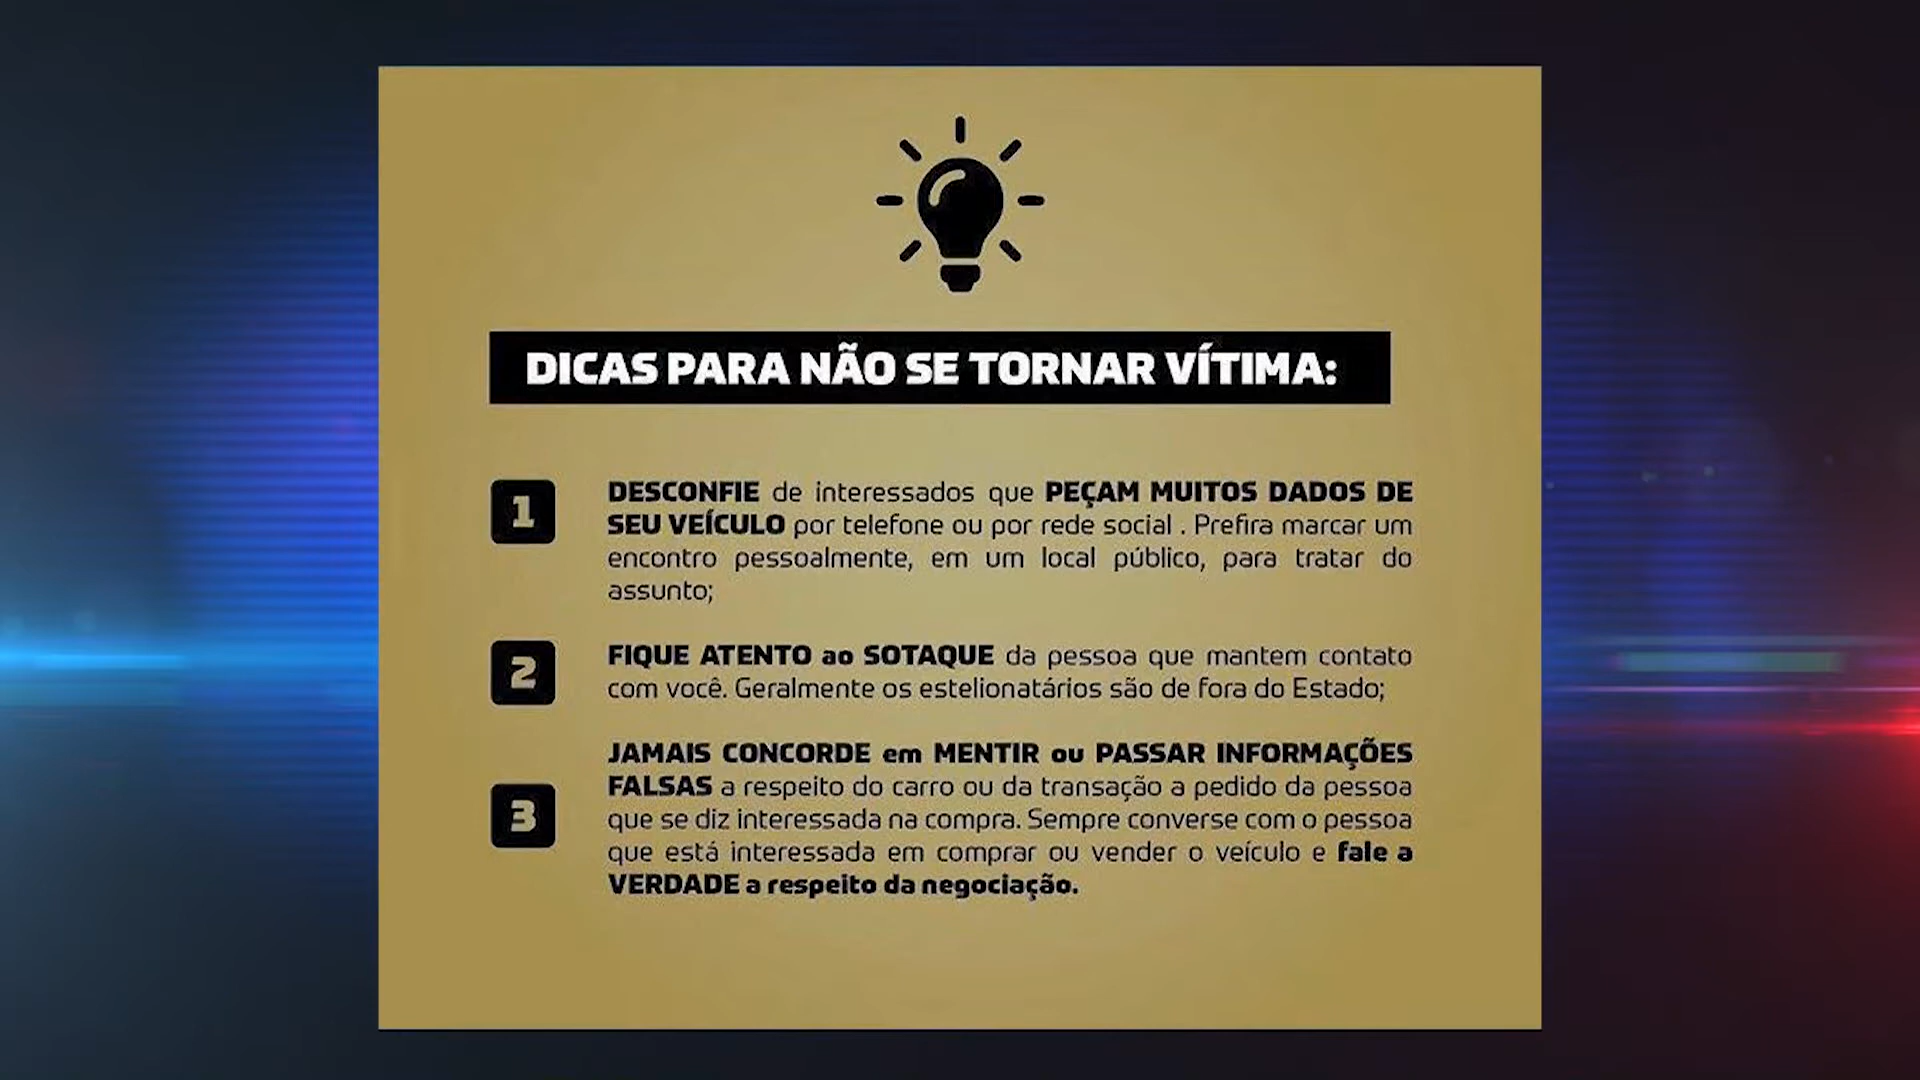 DICAS PARA NÃO SE TORNAR VÍTIMA:
1
DESCONFIE de interessados que PEÇAM MUITOS DADOS DE
SEU VEÍCULO por telefone ou por rede social . Prefira marcar um
encontro pessoalmente, em um local público, para tratar do
assunto;
2
FIQUE ATENTO ao SOTAQUE da pessoa que mantem contato
com você. Geralmente os estelionatários são de fora do Estado;
3
JAMAIS CONCORDE em MENTIR ou PASSAR INFORMAÇÕES
FALSAS a respeito do carro ou da transação a pedido da pessoa
que se diz interessada na compra. Sempre converse com o pessoa
que está interessada em comprar ou vender o veículo e fale a
VERDADE a respeito da negociação.